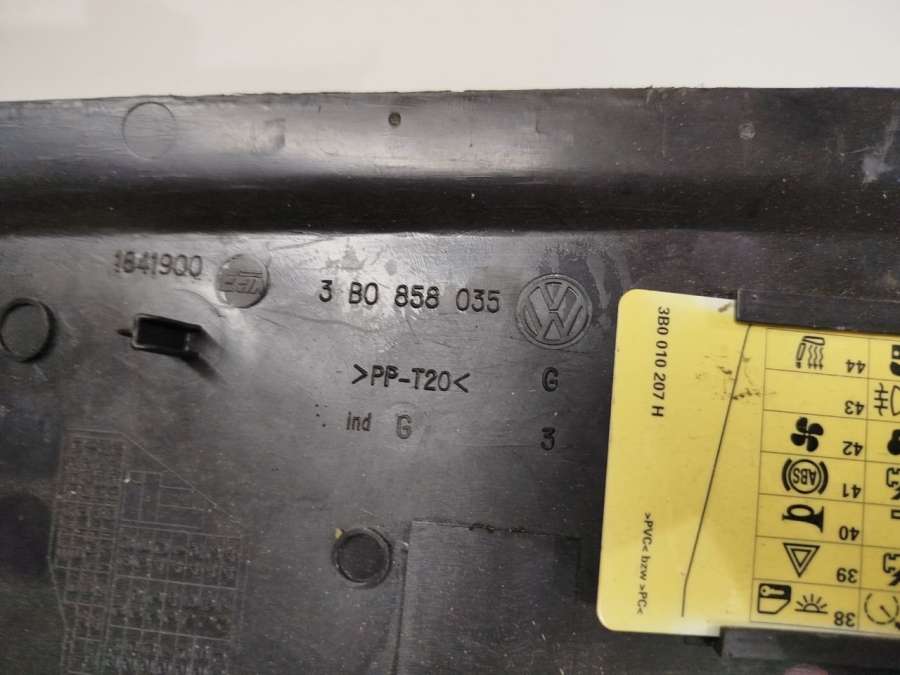 1641900
3 B0 858 035
>PP-T20<
G
Ind G
3
3B0 010 207 H
>PVC< bzw >PC<
44
43
42
ABS 41
40
39
38